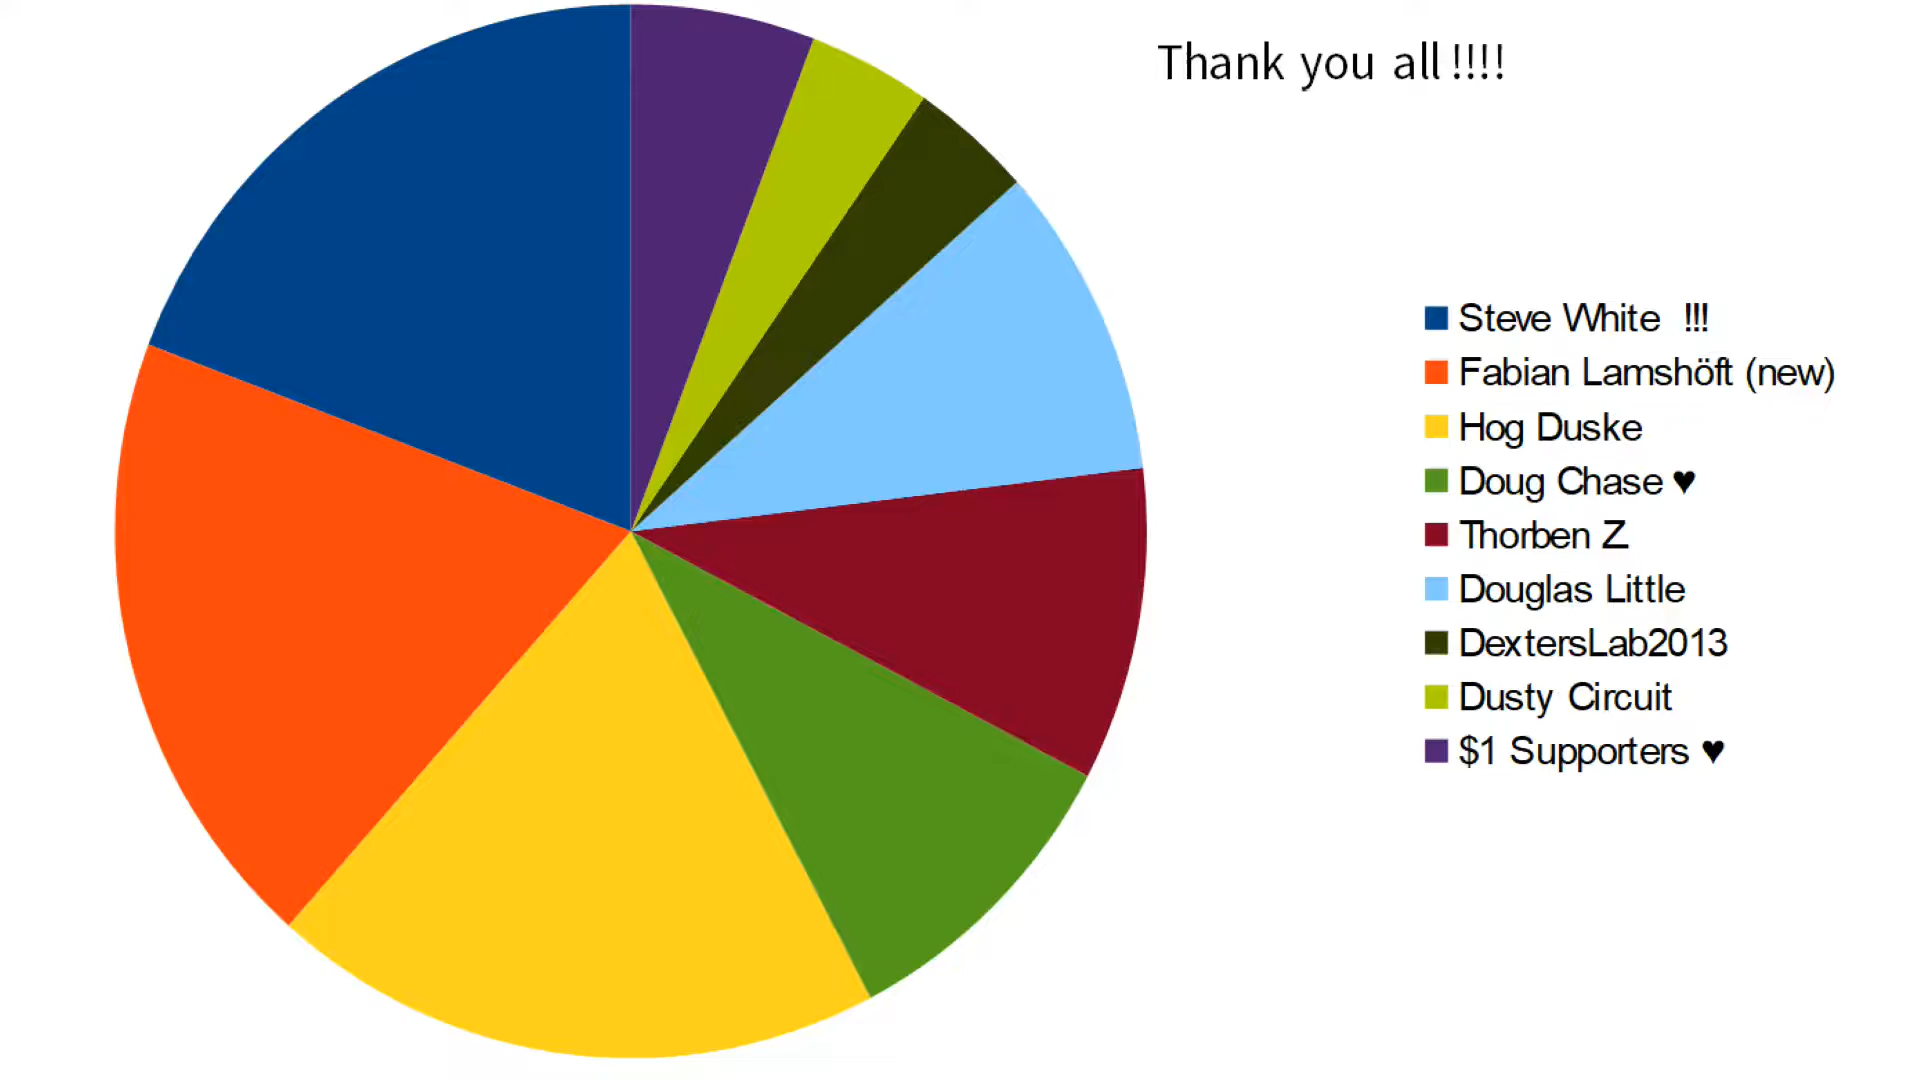 Thank you all !!!!
Steve White !!!
Fabian Lamshöft (new)
Hog Duske
Doug Chase ♥
Thorben Z
Douglas Little
DextersLab2013
Dusty Circuit
$1 Supporters ♥